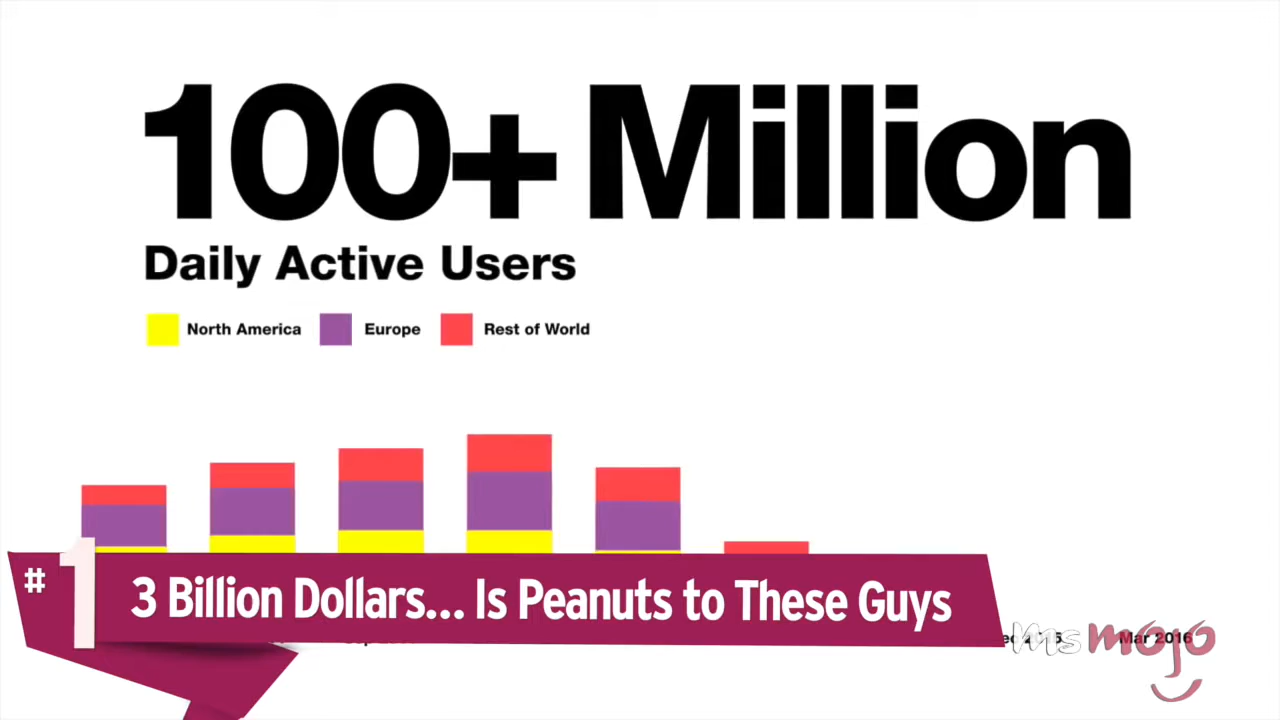 100+ Million
Daily Active Users
North America Europe Rest of World
#1 3 Billion Dollars... Is Peanuts to These Guys
Mar 2016
msmojo